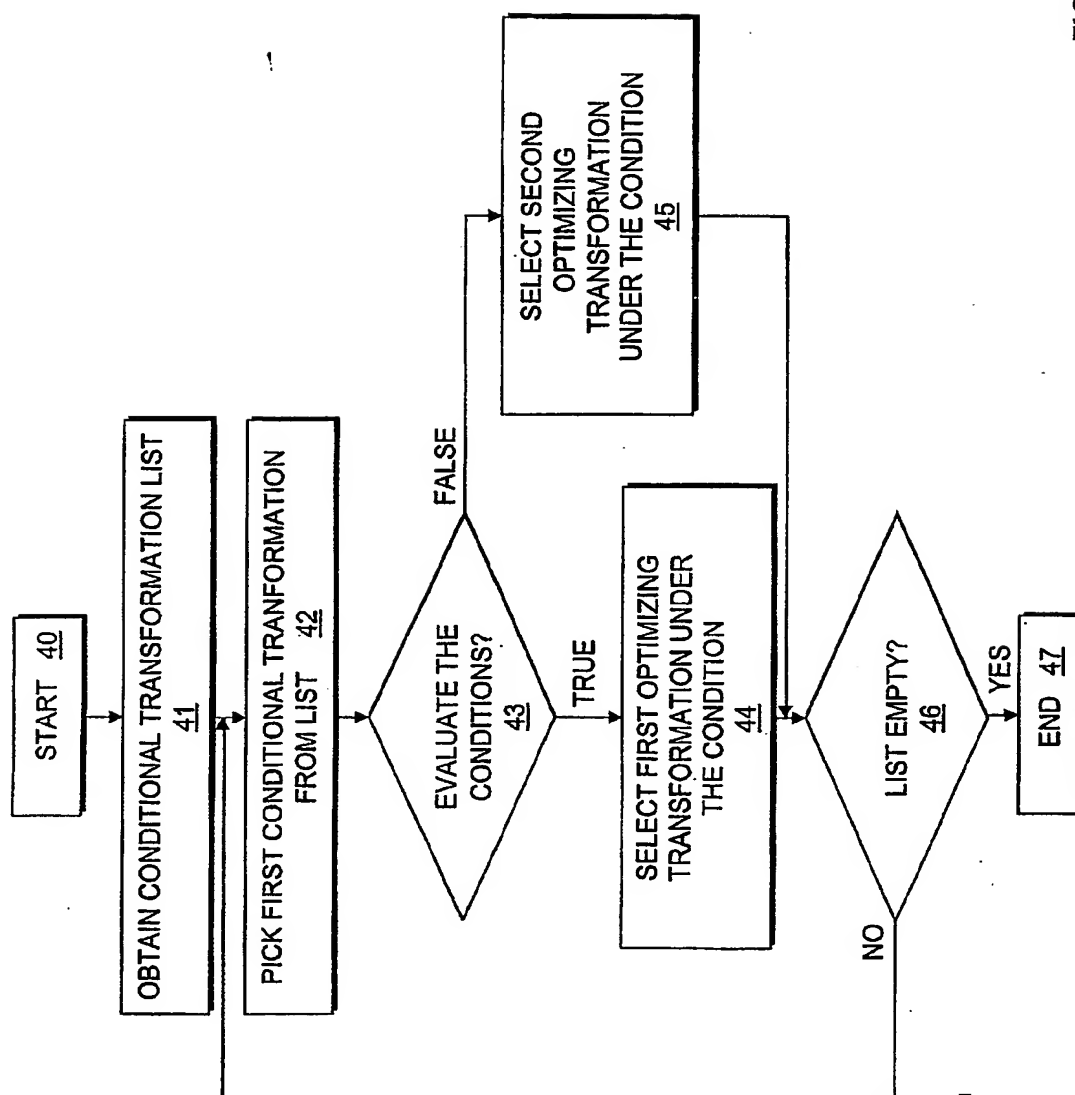 START 40
OBTAIN CONDITIONAL TRANSFORMATION LIST
41
PICK FIRST CONDITIONAL TRANFORMATION
FROM LIST 42
EVALUATE THE
CONDITIONS?
43
FALSE
TRUE
SELECT SECOND
OPTIMIZING
TRANSFORMATION
UNDER THE CONDITION
45
SELECT FIRST OPTIMIZING
TRANSFORMATION UNDER
THE CONDITION
44
LIST EMPTY?
46
NO
YES
END 47